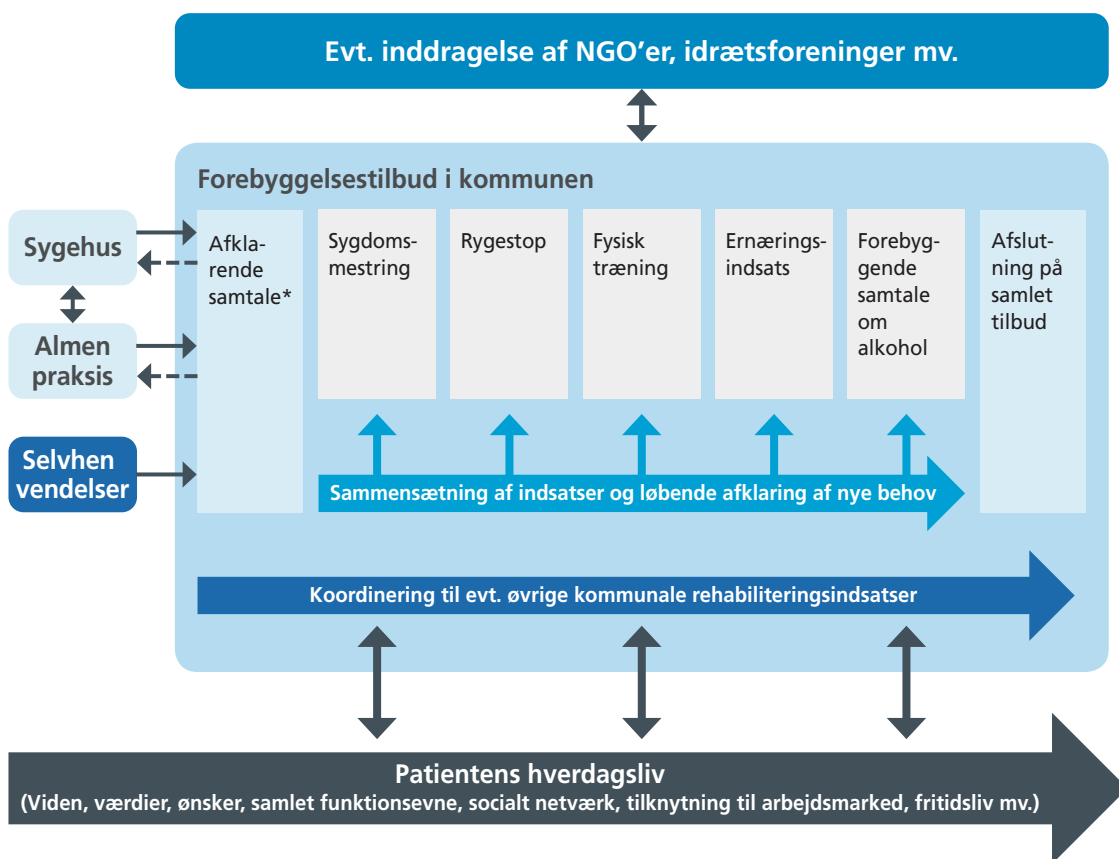 Evt. inddragelse af NGO’er, idrætsforeninger mv.
Forebyggelsestilbud i kommunen
Sygehus
Almen
praksis
Selvhen
vendelser
Afkla-
rende
samtale*
Sygdoms-
mestring
Rygestop
Fysisk
træning
Ernærings-
indsats
Forebyg-
gende
samtale
om
alkohol
Afslut-
ning på
samlet
tilbud
Sammensætning af indsatser og løbende afklaring af nye behov
Koordinering til evt. øvrige kommunale rehabiliteringsindsatser
Patientens hverdagsliv
(Viden, værdier, ønsker, samlet funktionsevne, socialt netværk, tilknytning til arbejdsmarked, fritidsliv mv.)